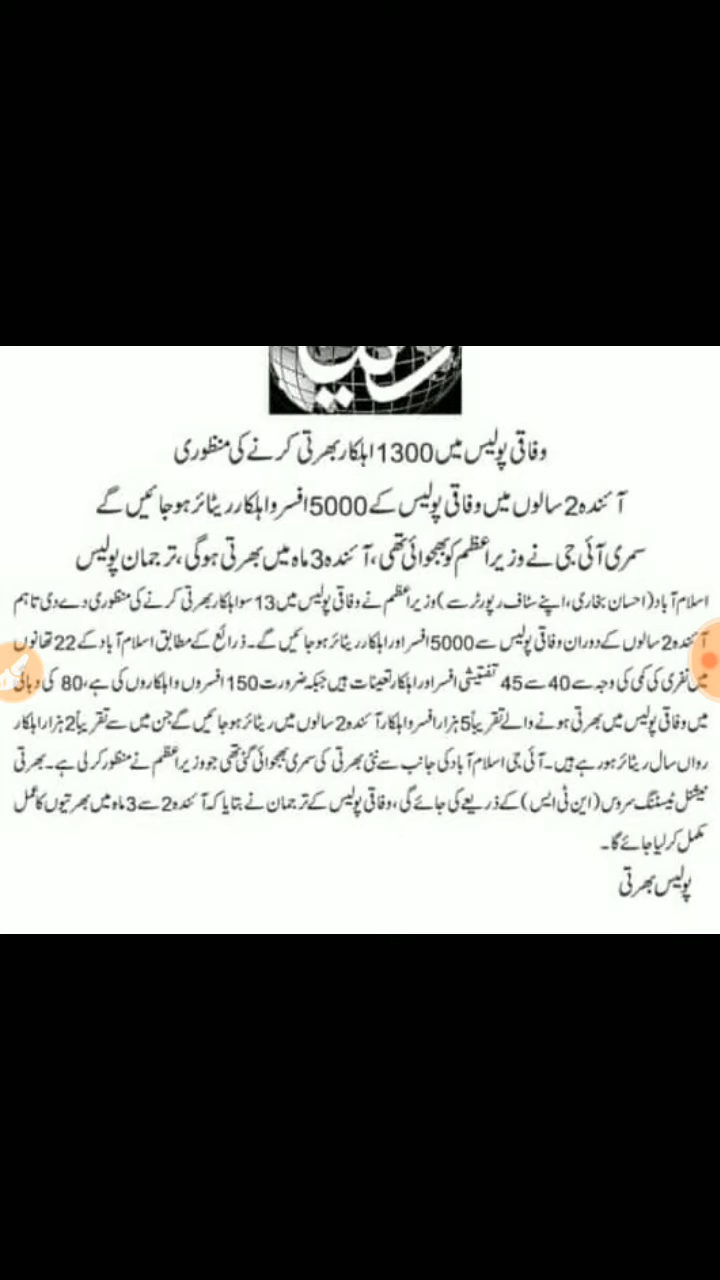 دنیا
وفاقی پولیس میں 1300 اہلکار بھرتی کرنے کی منظوری
آئندہ 2 سالوں میں وفاقی پولیس کے 5000 افسر و اہلکار ریٹائر ہو جائیں گے
سمری آئی جی نے وزیر اعظم کو بھجوائی تھی، آئندہ 3 ماہ میں بھرتی ہوگی، ترجمان پولیس
اسلام آباد (احسان بخاری، اپنے سٹاف رپورٹر سے) وزیر اعظم نے وفاقی پولیس میں 13 سو اہلکار بھرتی کرنے کی منظوری دے دی تاہم
آئندہ 2 سالوں کے دوران وفاقی پولیس سے 5000 افسر اور اہلکار ریٹائر ہو جائیں گے۔ ذرائع کے مطابق اسلام آباد کے 22 تھانوں
میں نفری کی کمی کی وجہ سے 40 سے 45 تفتیشی افسر اور اہلکار تعینات ہیں جبکہ ضرورت 150 افسروں و اہلکاروں کی ہے، 80 کی دہائی
میں وفاقی پولیس میں بھرتی ہونے والے تقریباً 5 ہزار افسر و اہلکار آئندہ 2 سالوں میں ریٹائر ہو جائیں گے جن میں سے تقریباً 2 ہزار اہلکار
رواں سال ریٹائر ہو رہے ہیں۔ آئی جی اسلام آباد کی جانب سے نئی بھرتی کی سمری بھجوائی گئی تھی جو وزیر اعظم نے منظور کر لی ہے۔ بھرتی
نیشنل ٹیسٹنگ سروس (این ٹی ایس) کے ذریعے کی جائے گی، وفاقی پولیس کے ترجمان نے بتایا کہ آئندہ 2 سے 3 ماہ میں بھرتیوں کا عمل
مکمل کر لیا جائے گا۔
پولیس بھرتی